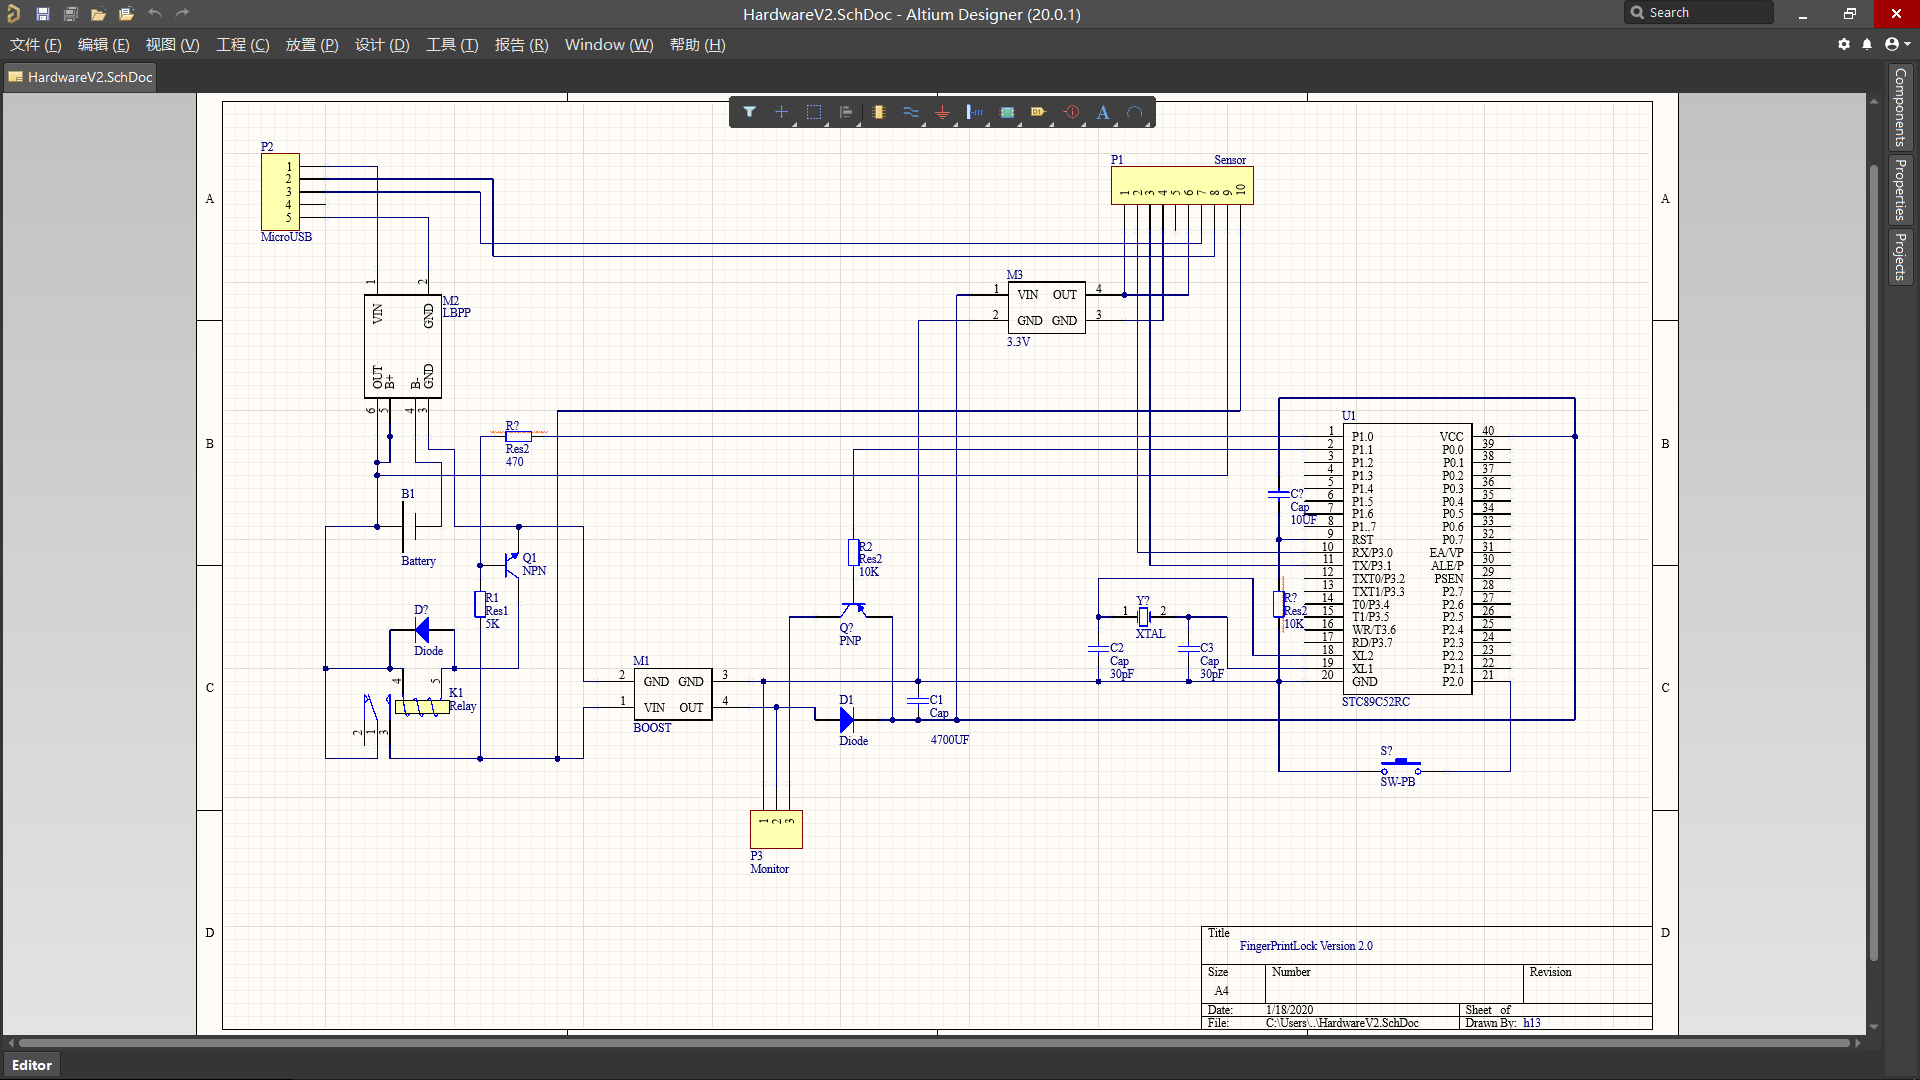 HardwareV2.SchDoc - Altium Designer (20.0.1)
Search
文件 (F) 编辑 (E) 视图 (V) 工程 (C) 放置 (P) 设计 (D) 工具 (T) 报告 (R) Window (W) 帮助 (H)
HardwareV2.SchDoc
Components
Properties
Projects
A
B
C
D
A
B
C
D
P2
1
2
3
4
5
MicroUSB
P1 Sensor
1 2 3 4 5 6 7 8 9 10
M3
1 VIN OUT 4
2 GND GND 3
3.3V
1 2
VIN GND
M2
LBPP
OUT B+ B- GND
6 5 4 3
R?
Res2
470
B1
Battery
Q1
NPN
R1
Res1
5K
D?
Diode
4 5
K1
Relay
2 1 3
M1
2 GND GND 3
1 VIN OUT 4
BOOST
R2
Res2
10K
Q?
PNP
D1
Diode
C1
Cap
4700UF
1 2 3
P3
Monitor
Y?
1 2
XTAL
C2
Cap
30pF
C3
Cap
30pF
C?
Cap
10UF
R?
Res2
10K
U1
1 P1.0 VCC 40
2 P1.1 P0.0 39
3 P1.2 P0.1 38
4 P1.3 P0.2 37
5 P1.4 P0.3 36
6 P1.5 P0.4 35
7 P1.6 P0.5 34
8 P1..7 P0.6 33
9 RST P0.7 32
10 RX/P3.0 EA/VP 31
11 TX/P3.1 ALE/P 30
12 TXT0/P3.2 PSEN 29
13 TXT1/P3.3 P2.7 28
14 T0/P3.4 P2.6 27
15 T1/P3.5 P2.5 26
16 WR/T3.6 P2.4 25
17 RD/P3.7 P2.3 24
18 XL2 P2.2 23
19 XL1 P2.1 22
20 GND P2.0 21
STC89C52RC
S?
SW-PB
Title
FingerPrintLock Version 2.0
Size Number Revision
A4
Date: 1/18/2020 Sheet of
File: C:\Users\..\HardwareV2.SchDoc Drawn By: h13
Editor